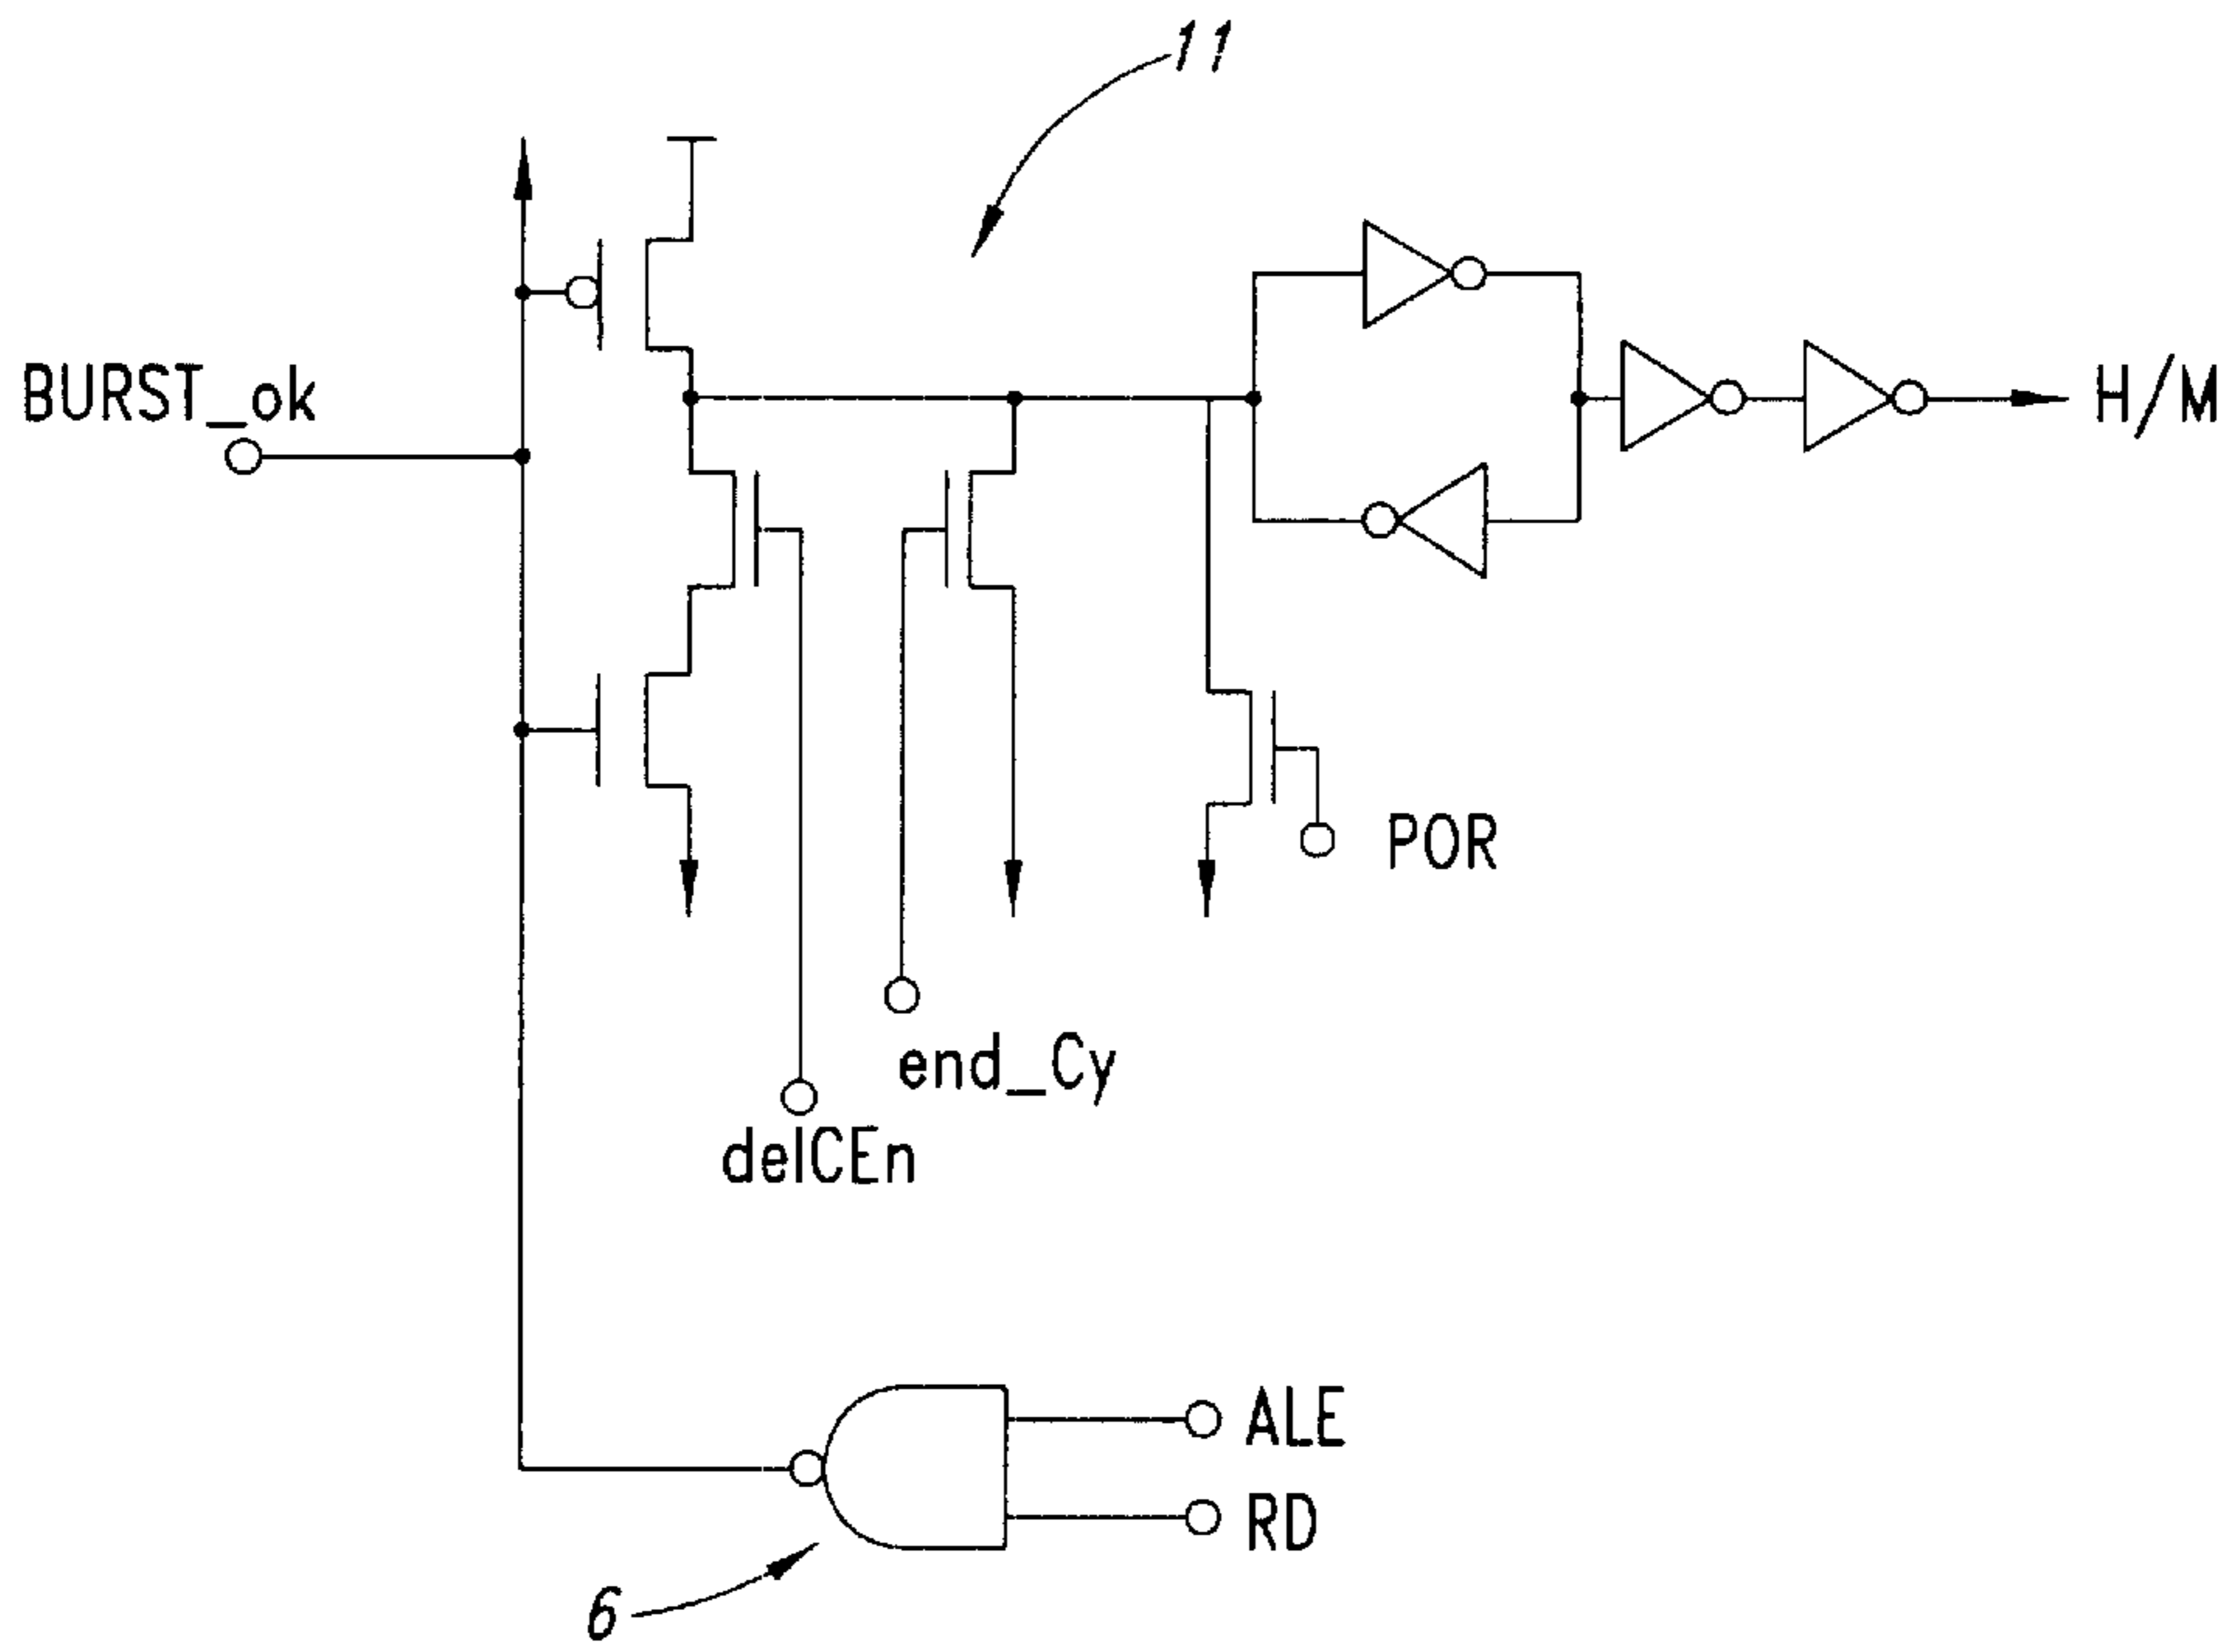 11
BURST_ok
H/M
POR
end_Cy
delCEn
ALE
RD
6